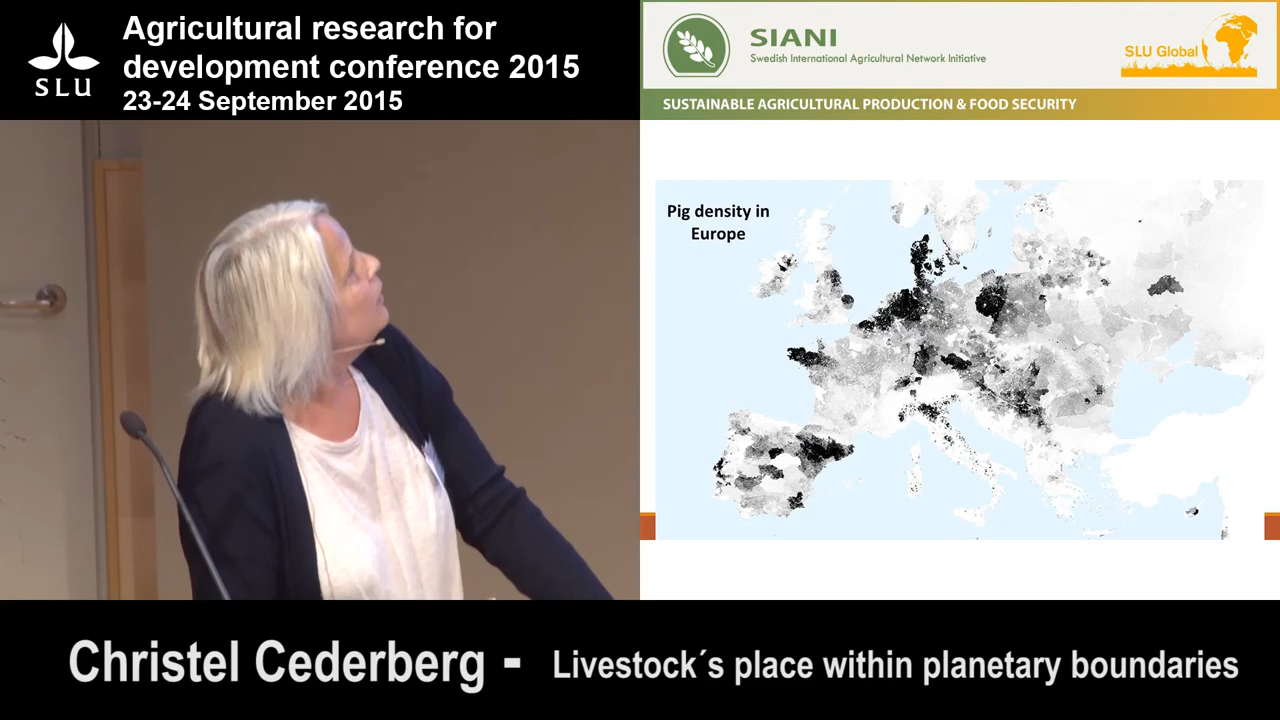 SLU
Agricultural research for
development conference 2015
23-24 September 2015
SIANI
Swedish International Agricultural Network Initiative
SLU Global
SUSTAINABLE AGRICULTURAL PRODUCTION & FOOD SECURITY
Pig density in
Europe
Christel Cederberg - Livestock´s place within planetary boundaries